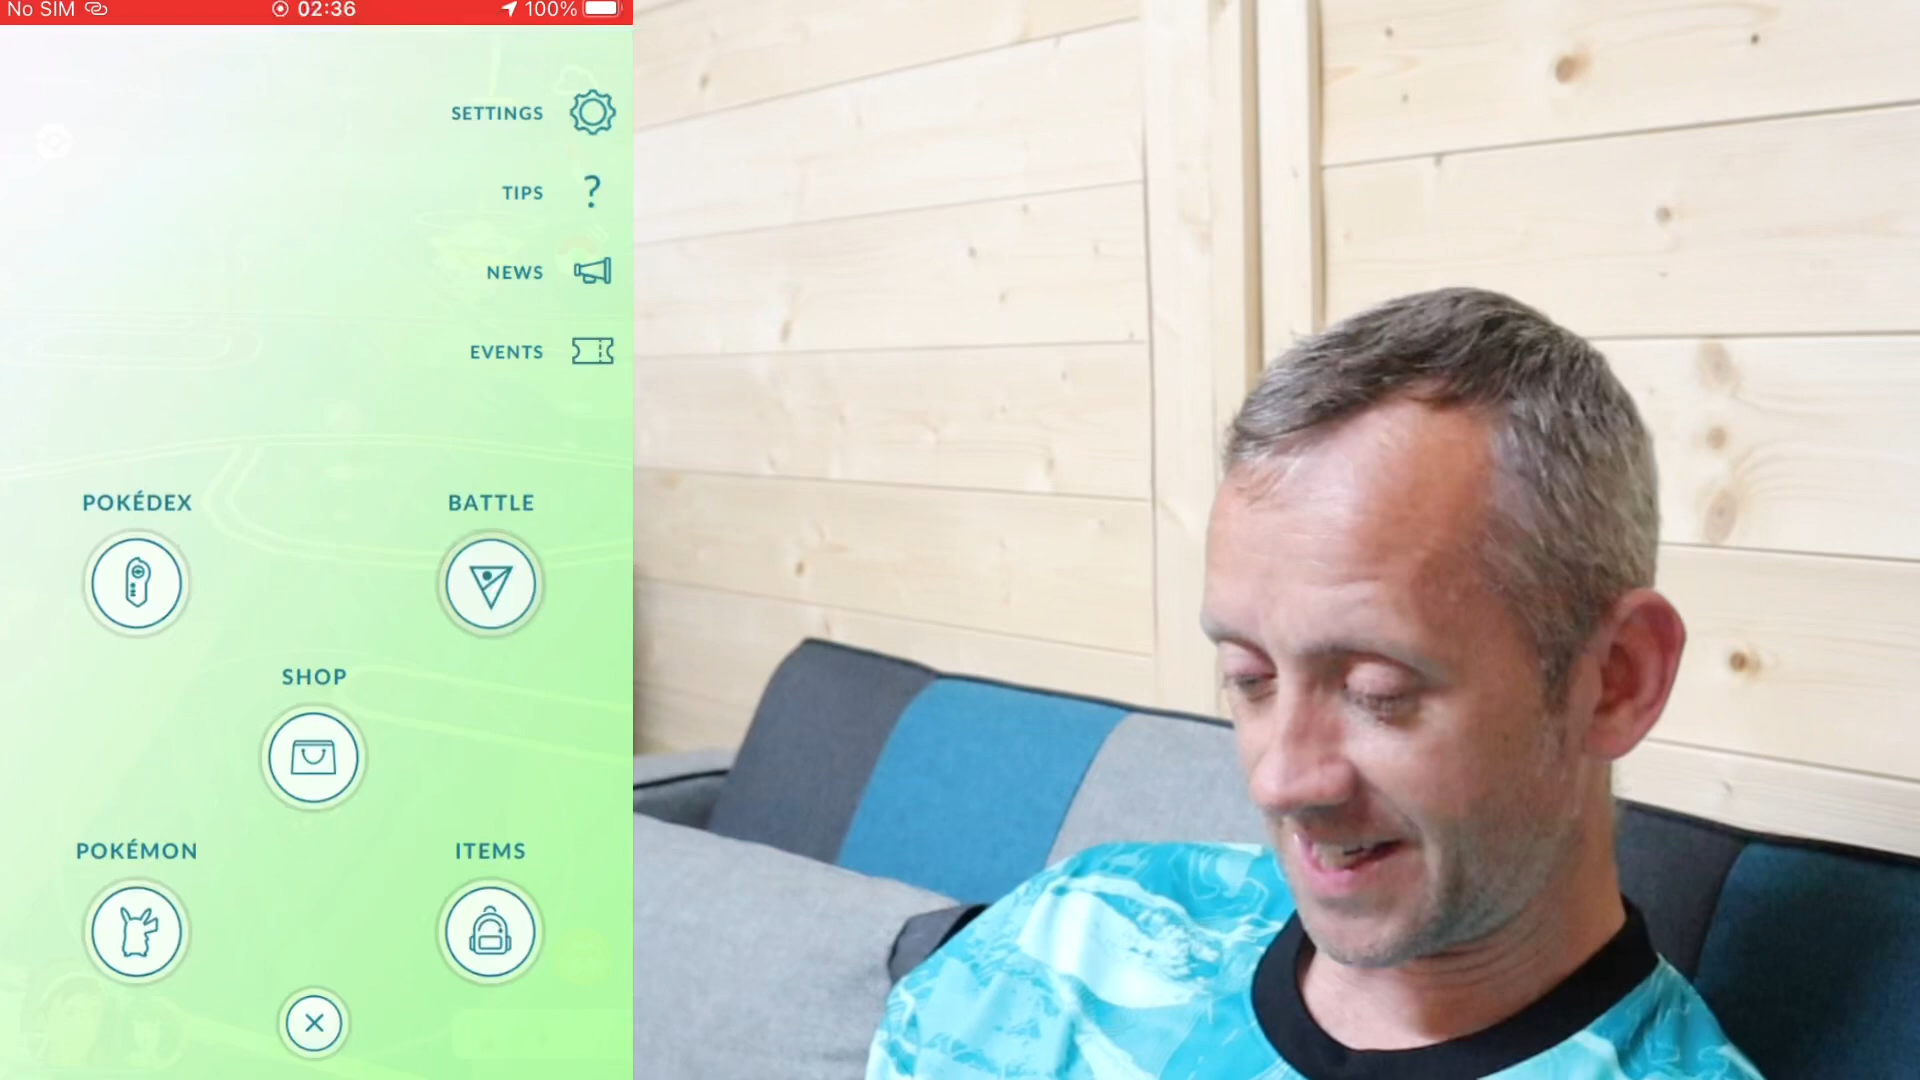 No SIM 02:36 100%
SETTINGS
TIPS ?
NEWS
EVENTS
POKÉDEX BATTLE
SHOP
POKÉMON ITEMS